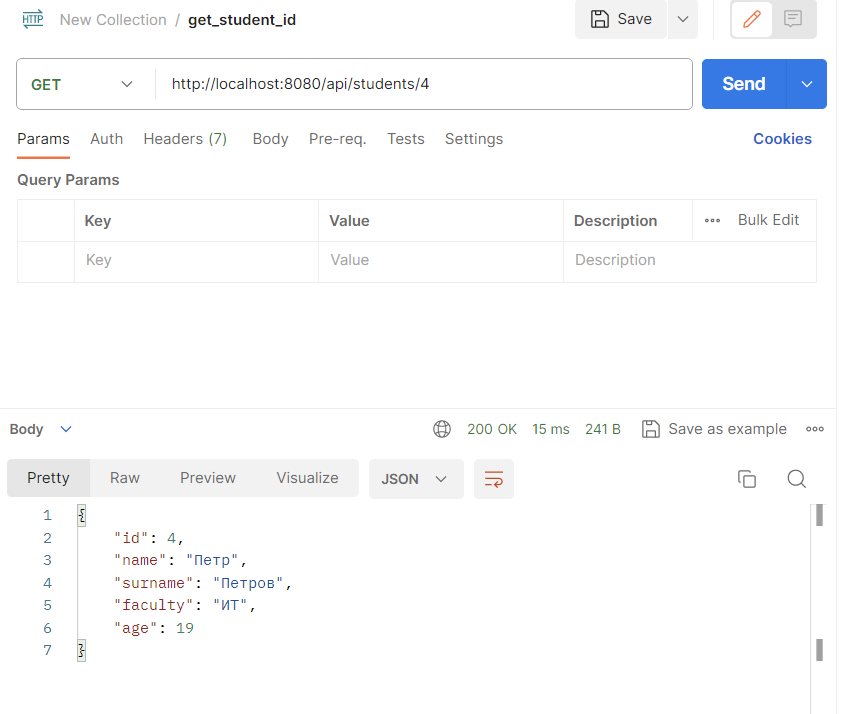 HTTP New Collection / get_student_id Save
GET http://localhost:8080/api/students/4 Send
Params Auth Headers (7) Body Pre-req. Tests Settings Cookies
Query Params
Key Value Description Bulk Edit
Key Value Description
Body 200 OK 15 ms 241 B Save as example
Pretty Raw Preview Visualize JSON
1 {
2 "id": 4,
3 "name": "Петр",
4 "surname": "Петров",
5 "faculty": "ИТ",
6 "age": 19
7 }